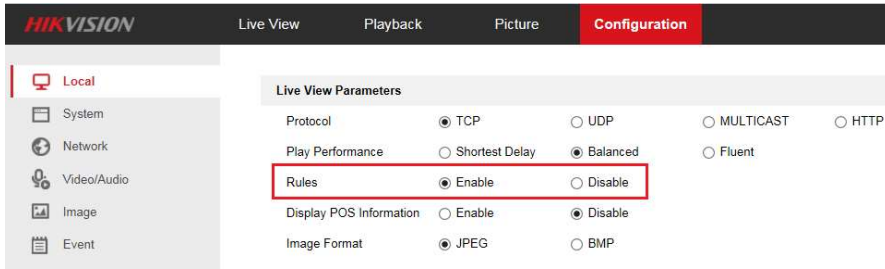 HIKVISION Live View Playback Picture Configuration
Local
System
Network
Video/Audio
Image
Event
Live View Parameters
Protocol TCP UDP MULTICAST HTTP
Play Performance Shortest Delay Balanced Fluent
Rules Enable Disable
Display POS Information Enable Disable
Image Format JPEG BMP